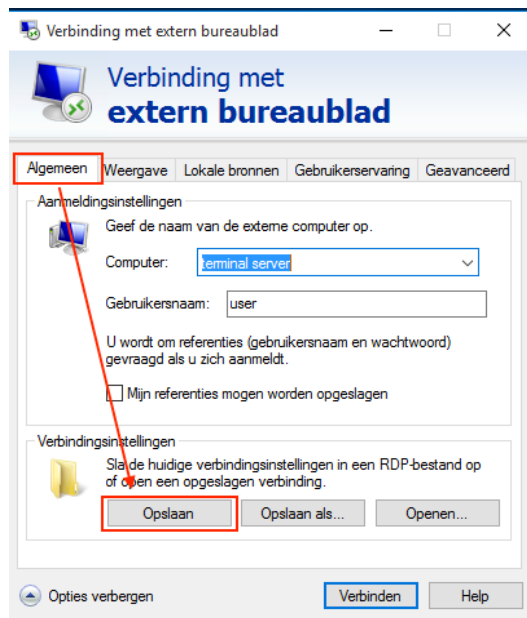 Verbinding met extern bureaublad
Verbinding met
extern bureaublad
Algemeen Weergave Lokale bronnen Gebruikerservaring Geavanceerd
Aanmeldingsinstellingen
Geef de naam van de externe computer op.
Computer: terminal server
Gebruikersnaam: user
U wordt om referenties (gebruikersnaam en wachtwoord)
gevraagd als u zich aanmeldt.
Mijn referenties mogen worden opgeslagen
Verbindingsinstellingen
Sla de huidige verbindingsinstellingen in een RDP-bestand op
of open een opgeslagen verbinding.
Opslaan Opslaan als... Openen...
Opties verbergen Verbinden Help